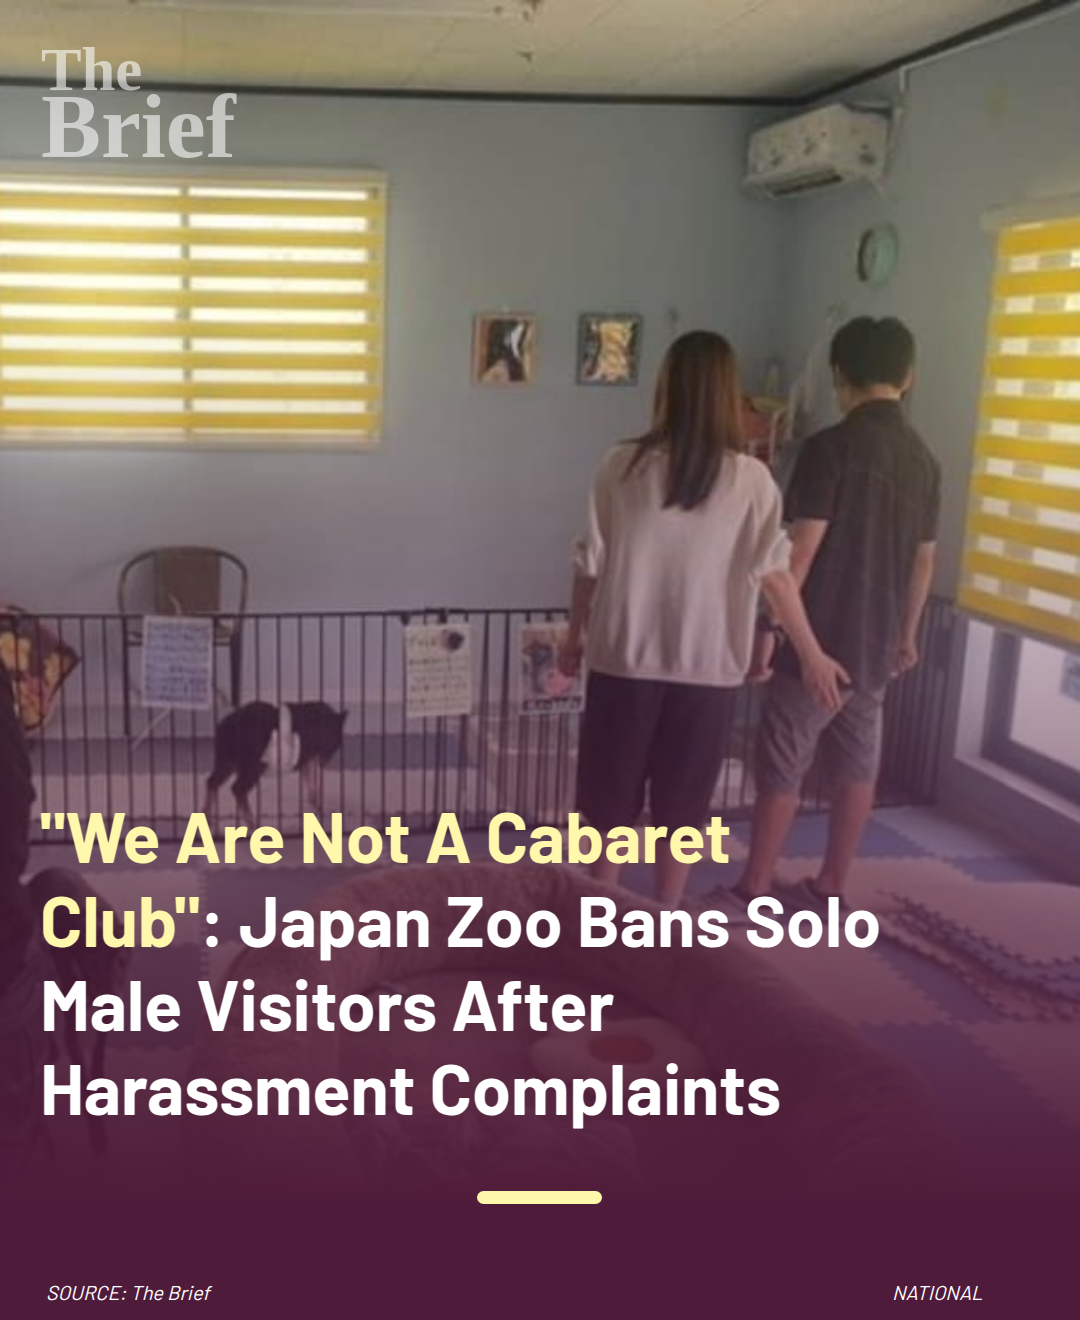 The
Brief
"We Are Not A Cabaret
Club": Japan Zoo Bans Solo
Male Visitors After
Harassment Complaints
SOURCE: The Brief
NATIONAL